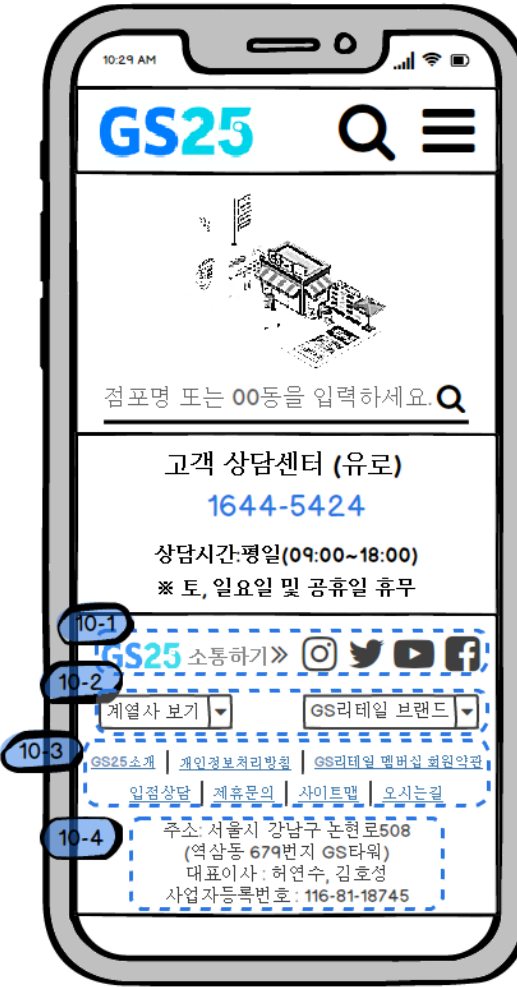 10:29 AM
GS25
점포명 또는 00동을 입력하세요.
고객 상담센터 (유로)
1644-5424
상담시간:평일(09:00~18:00)
※ 토, 일요일 및 공휴일 휴무
10-1
GS25 소통하기≫
10-2
계열사 보기 GS리테일 브랜드
10-3
GS25소개 | 개인정보처리방침 | GS리테일 멤버십 회원약관
입점상담 | 제휴문의 | 사이트맵 | 오시는길
10-4
주소: 서울시 강남구 논현로508
(역삼동 679번지 GS타워)
대표이사 : 허연수, 김호성
사업자등록번호 : 116-81-18745